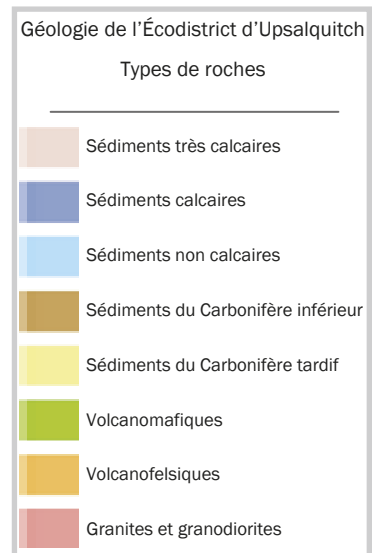 Géologie de l'Écodistrict d'Upsalquitch
Types de roches
Sédiments très calcaires
Sédiments calcaires
Sédiments non calcaires
Sédiments du Carbonifère inférieur
Sédiments du Carbonifère tardif
Volcanomafiques
Volcanofelsiques
Granites et granodiorites